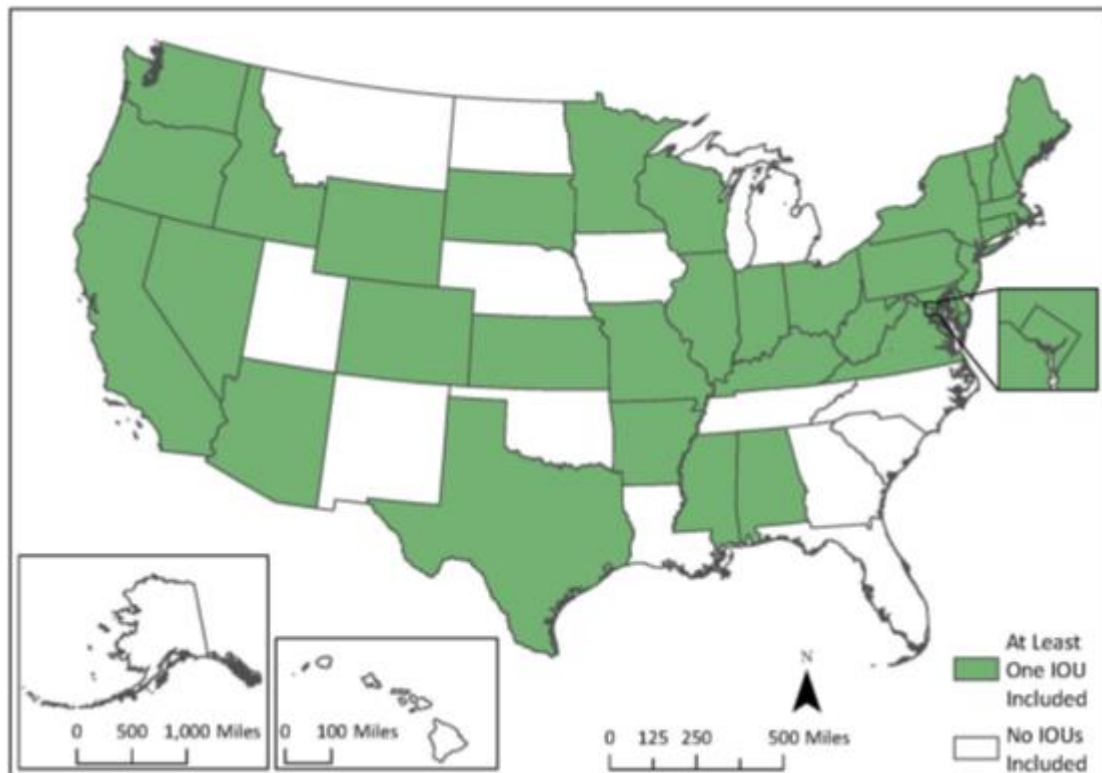 At Least
One IOU
Included
No IOUs
Included
N
0 500 1,000 Miles
0 100 Miles
0 125 250 500 Miles